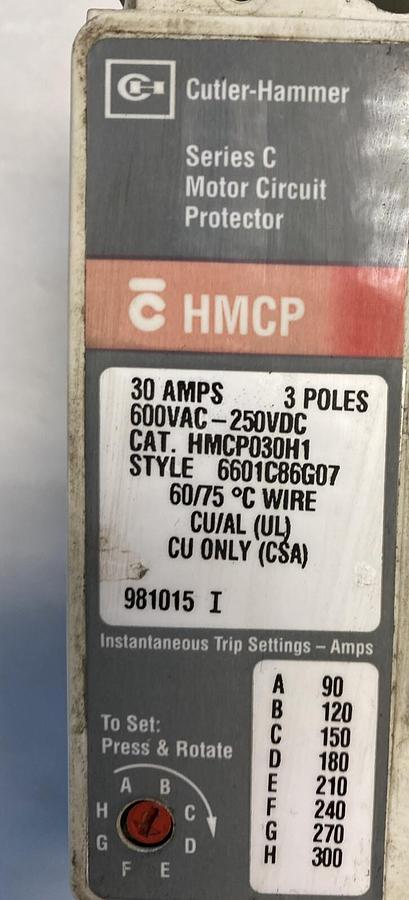 CH Cutler-Hammer
Series C
Motor Circuit
Protector
C HMCP
30 AMPS 3 POLES
600VAC-250VDC
CAT. HMCP030H1
STYLE 6601C86G07
60/75 °C WIRE
CU/AL (UL)
CU ONLY (CSA)
981015 I
Instantaneous Trip Settings – Amps
A 90
B 120
C 150
D 180
E 210
F 240
G 270
H 300
To Set:
Press & Rotate
A B
H C
G D
F E